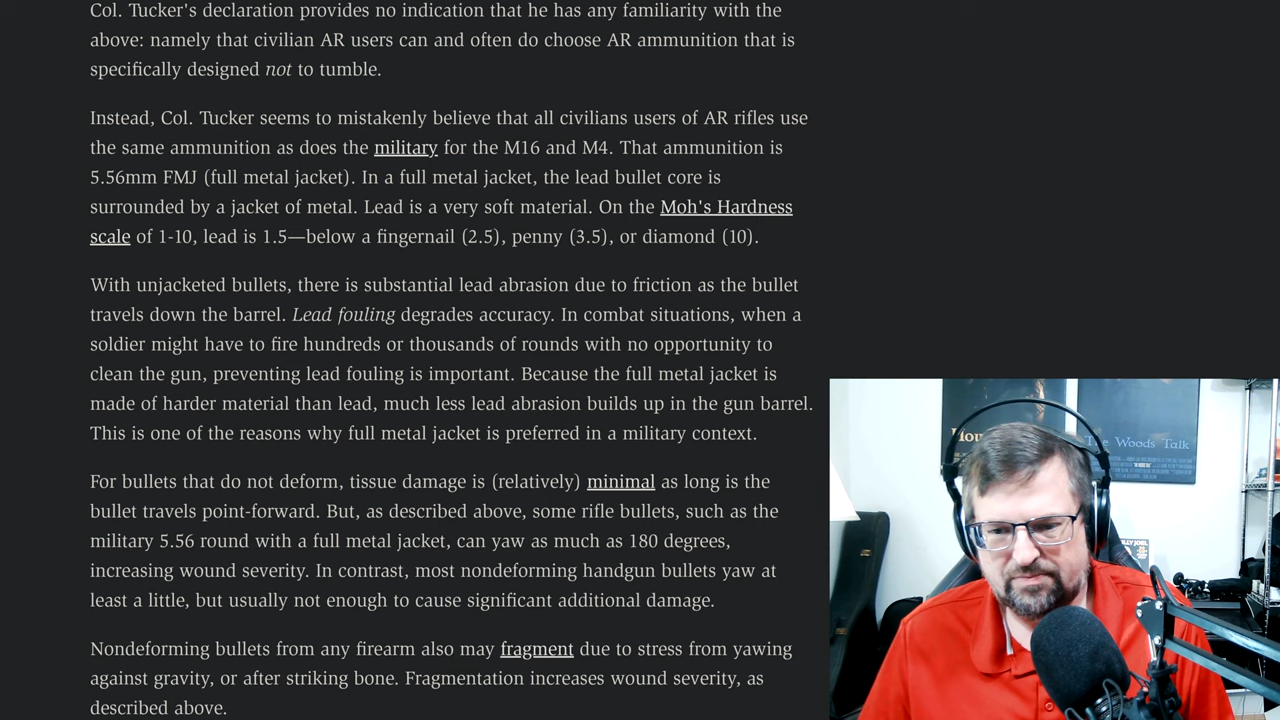 Col. Tucker's declaration provides no indication that he has any familiarity with the
above: namely that civilian AR users can and often do choose AR ammunition that is
specifically designed not to tumble.
Instead, Col. Tucker seems to mistakenly believe that all civilians users of AR rifles use
the same ammunition as does the military for the M16 and M4. That ammunition is
5.56mm FMJ (full metal jacket). In a full metal jacket, the lead bullet core is
surrounded by a jacket of metal. Lead is a very soft material. On the Moh's Hardness
scale of 1-10, lead is 1.5—below a fingernail (2.5), penny (3.5), or diamond (10).
With unjacketed bullets, there is substantial lead abrasion due to friction as the bullet
travels down the barrel. Lead fouling degrades accuracy. In combat situations, when a
soldier might have to fire hundreds or thousands of rounds with no opportunity to
clean the gun, preventing lead fouling is important. Because the full metal jacket is
made of harder material than lead, much less lead abrasion builds up in the gun barrel.
This is one of the reasons why full metal jacket is preferred in a military context.
For bullets that do not deform, tissue damage is (relatively) minimal as long is the
bullet travels point-forward. But, as described above, some rifle bullets, such as the
military 5.56 round with a full metal jacket, can yaw as much as 180 degrees,
increasing wound severity. In contrast, most nondeforming handgun bullets yaw at
least a little, but usually not enough to cause significant additional damage.
Nondeforming bullets from any firearm also may fragment due to stress from yawing
against gravity, or after striking bone. Fragmentation increases wound severity, as
described above.
The Woods Talk